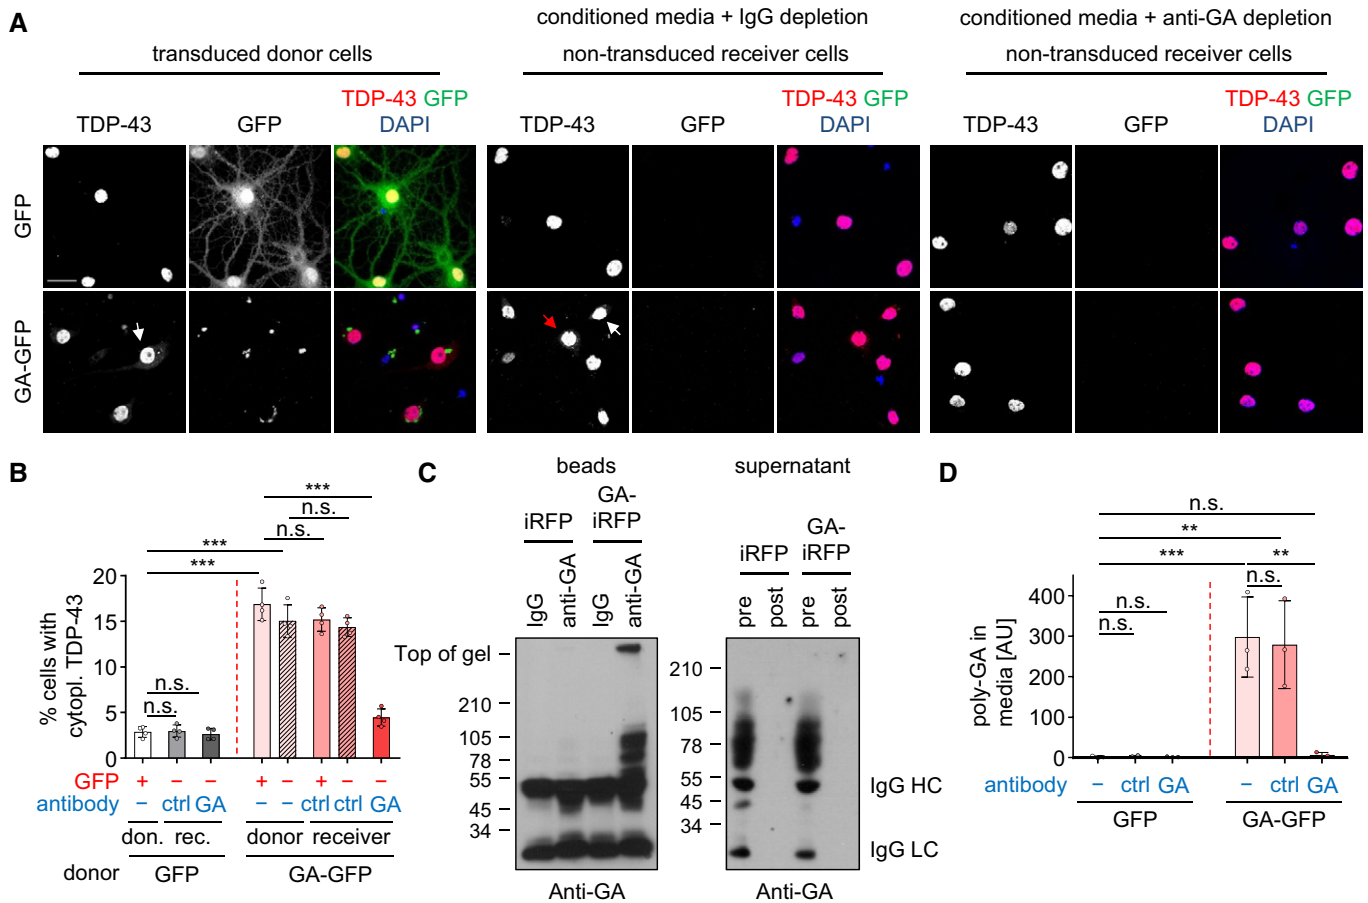 A
conditioned media + IgG depletion
conditioned media + anti-GA depletion
transduced donor cells
non-transduced receiver cells
non-transduced receiver cells
TDP-43 GFP
TDP-43 GFP
TDP-43 GFP
TDP-43
GFP
DAPI
TDP-43
GFP
DAPI
TDP-43
GFP
DAPI
GFP
GA-GFP
B
***
n.s.
n.s.
***
***
n.s.
n.s.
% cells with
cytopl. TDP-43
20
15
10
5
0
GFP + − − + − + − −
antibody − ctrl GA − − ctrl ctrl GA
don. rec. donor receiver
donor GFP GA-GFP
C
beads
supernatant
iRFP
GA-
iRFP
iRFP
GA-
iRFP
IgG
anti-GA
IgG
anti-GA
pre
post
pre
post
Top of gel
210
105
78
55
45
34
210
105
78
55
45
34
IgG HC
IgG LC
Anti-GA
Anti-GA
D
n.s.
**
***
**
n.s.
n.s.
n.s.
poly-GA in
media [AU]
400
300
200
100
0
antibody − ctrl GA − ctrl GA
GFP GA-GFP